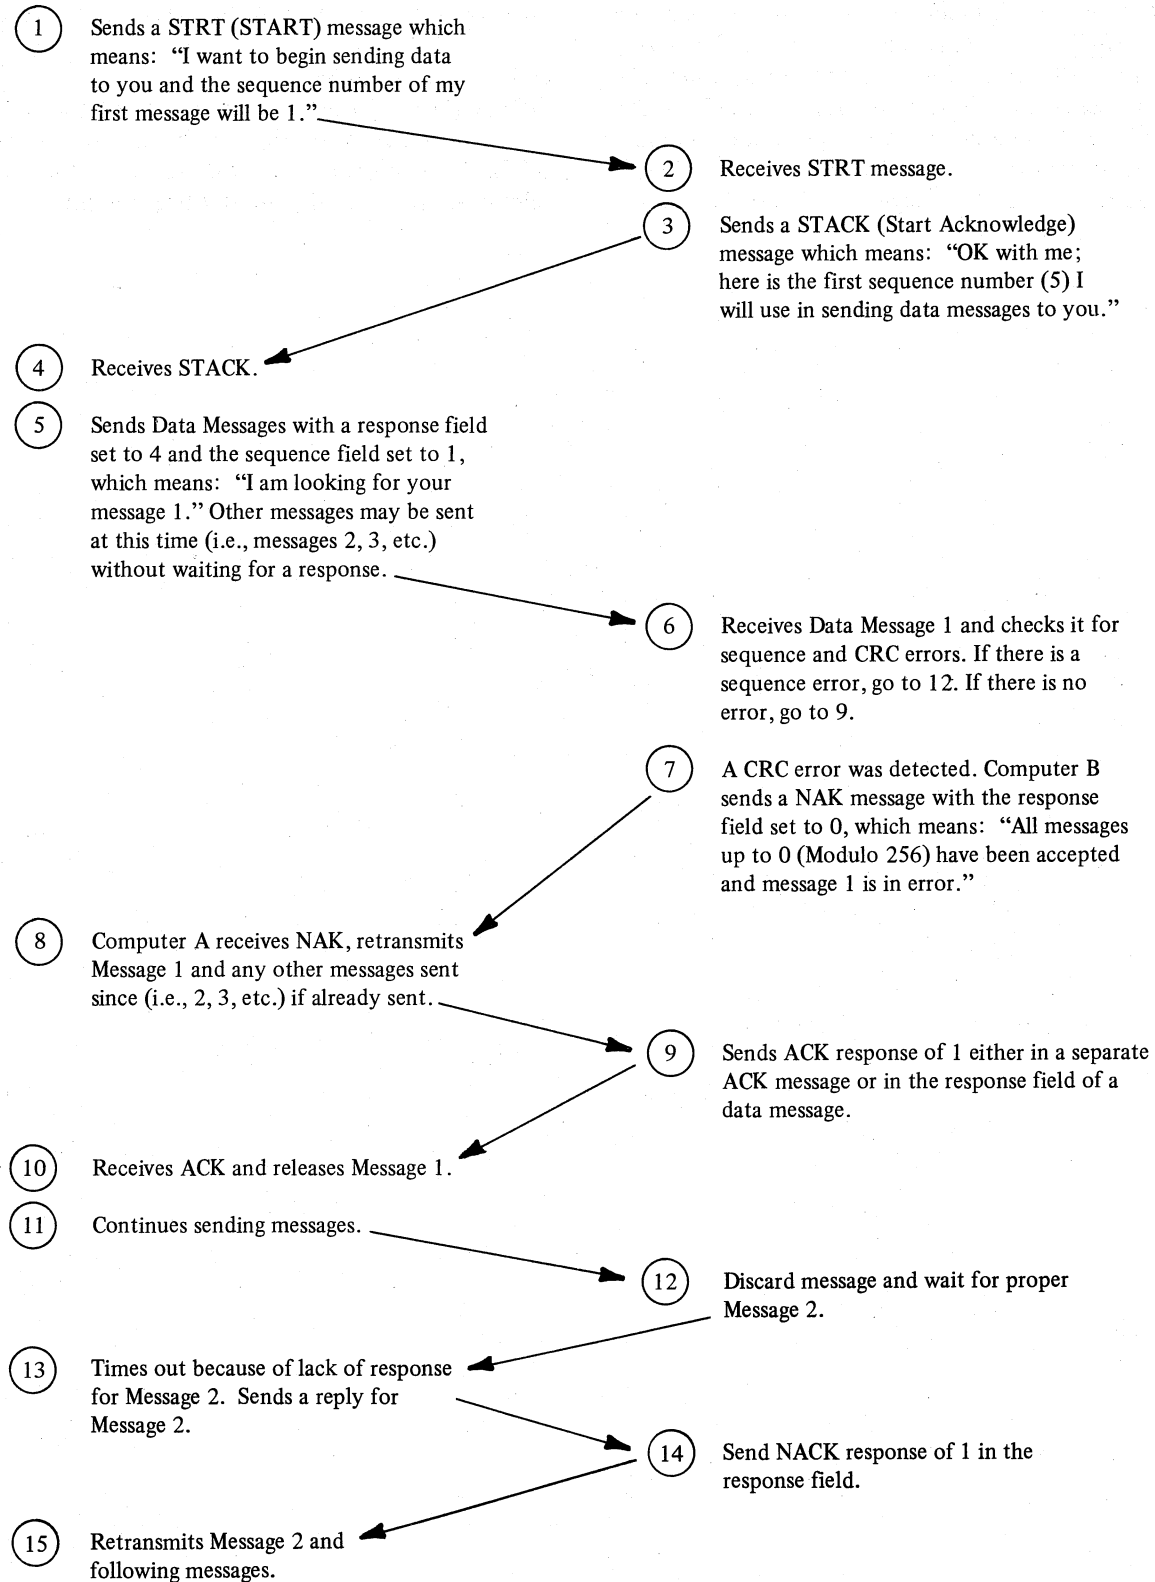 1 Sends a STRT (START) message which
means: “I want to begin sending data
to you and the sequence number of my
first message will be 1.”
2 Receives STRT message.
3 Sends a STACK (Start Acknowledge)
message which means: “OK with me;
here is the first sequence number (5) I
will use in sending data messages to you.”
4 Receives STACK.
5 Sends Data Messages with a response field
set to 4 and the sequence field set to 1,
which means: “I am looking for your
message 1.” Other messages may be sent
at this time (i.e., messages 2, 3, etc.)
without waiting for a response.
6 Receives Data Message 1 and checks it for
sequence and CRC errors. If there is a
sequence error, go to 12. If there is no
error, go to 9.
7 A CRC error was detected. Computer B
sends a NAK message with the response
field set to 0, which means: “All messages
up to 0 (Modulo 256) have been accepted
and message 1 is in error.”
8 Computer A receives NAK, retransmits
Message 1 and any other messages sent
since (i.e., 2, 3, etc.) if already sent.
9 Sends ACK response of 1 either in a separate
ACK message or in the response field of a
data message.
10 Receives ACK and releases Message 1.
11 Continues sending messages.
12 Discard message and wait for proper
Message 2.
13 Times out because of lack of response
for Message 2. Sends a reply for
Message 2.
14 Send NACK response of 1 in the
response field.
15 Retransmits Message 2 and
following messages.